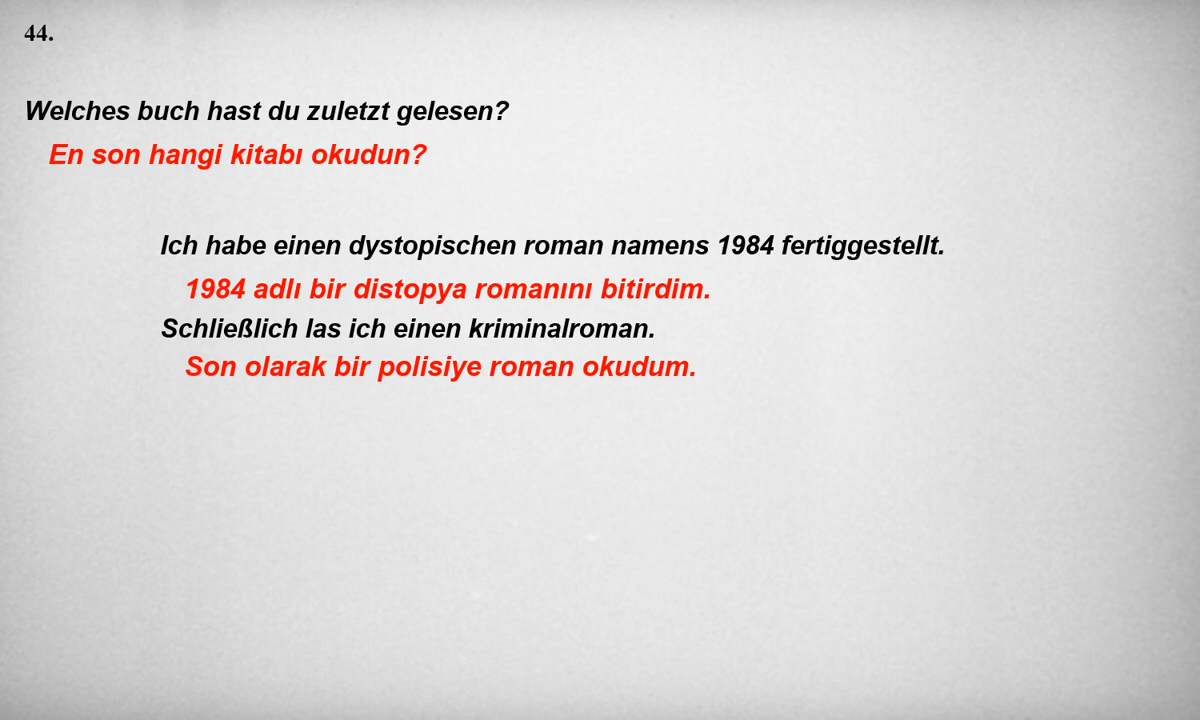 44.
Welches buch hast du zuletzt gelesen?
En son hangi kitabı okudun?
Ich habe einen dystopischen roman namens 1984 fertiggestellt.
1984 adlı bir distopya romanını bitirdim.
Schließlich las ich einen kriminalroman.
Son olarak bir polisiye roman okudum.